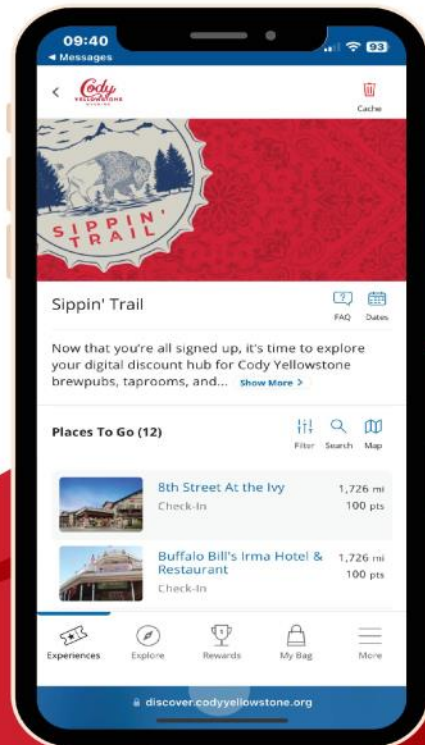 09:40
◄ Messages
93
Cody
YELLOWSTONE
Cache
SIPPIN'
TRAIL
Sippin' Trail
FAQ
Dates
Now that you're all signed up, it's time to explore
your digital discount hub for Cody Yellowstone
brewpubs, taprooms, and... Show More >
Places To Go (12)
Filter
Search
Map
8th Street At the Ivy
1,726 mi
Check-In
100 pts
Buffalo Bill's Irma Hotel &
Restaurant
1,726 mi
100 pts
Check-In
Experiences
Explore
Rewards
My Bag
More
discover.codyyellowstone.org